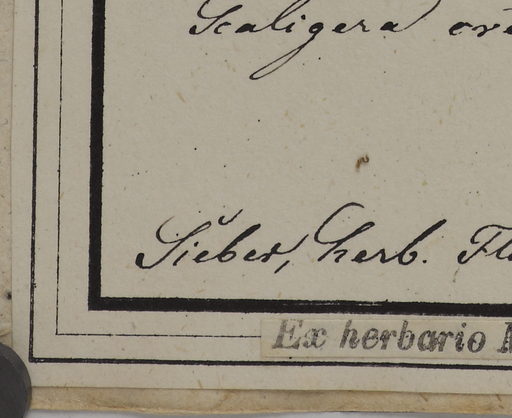 Scaligera
Sieber, herb.
Ex herbario